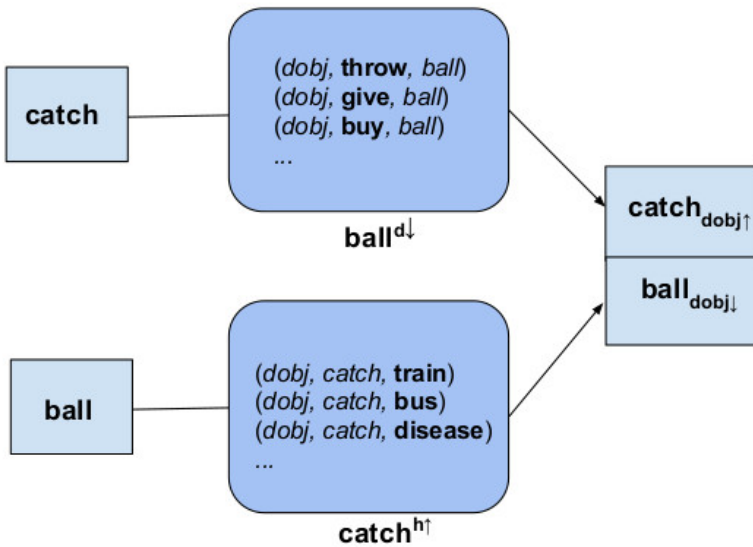 catch
(dobj, throw, ball)
(dobj, give, ball)
(dobj, buy, ball)
...
ball^d↓
catch_dobj↑
ball_dobj↓
ball
(dobj, catch, train)
(dobj, catch, bus)
(dobj, catch, disease)
...
catch^h↑